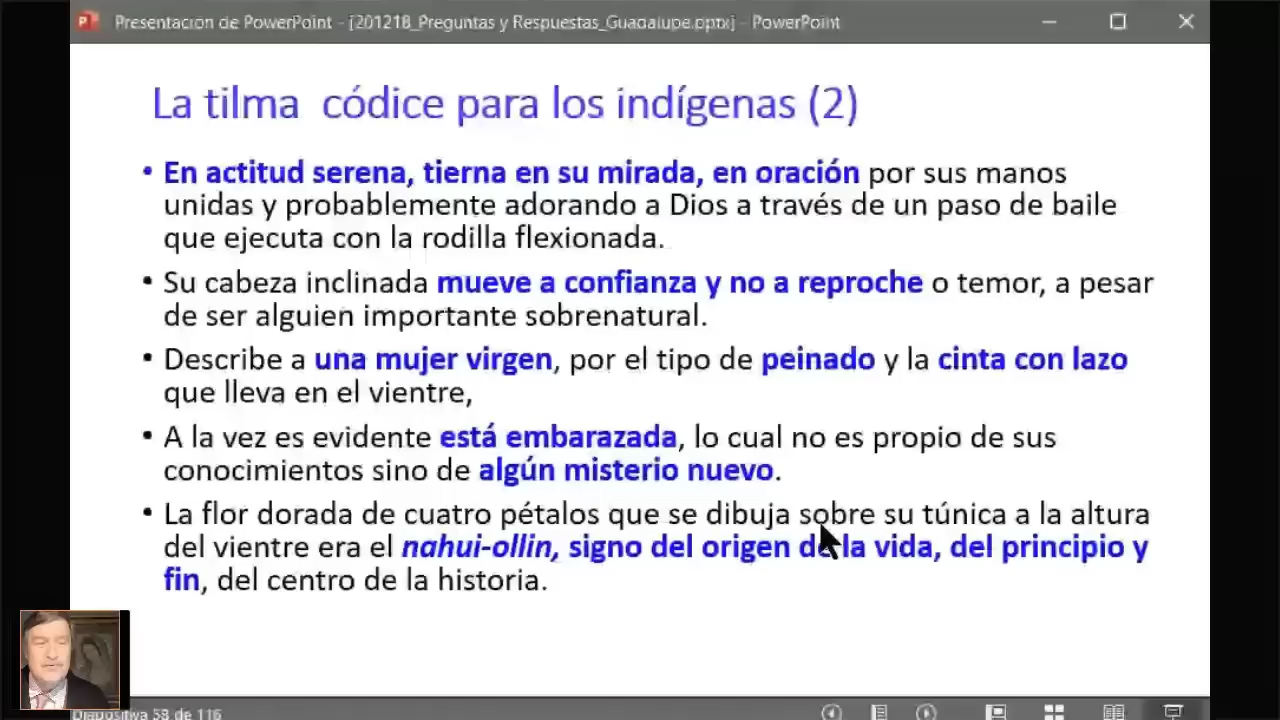 Presentación de PowerPoint - [201218_Preguntas y Respuestas_Guadalupe.pptx] - PowerPoint
La tilma códice para los indígenas (2)
• En actitud serena, tierna en su mirada, en oración por sus manos
unidas y probablemente adorando a Dios a través de un paso de baile
que ejecuta con la rodilla flexionada.
• Su cabeza inclinada mueve a confianza y no a reproche o temor, a pesar
de ser alguien importante sobrenatural.
• Describe a una mujer virgen, por el tipo de peinado y la cinta con lazo
que lleva en el vientre,
• A la vez es evidente está embarazada, lo cual no es propio de sus
conocimientos sino de algún misterio nuevo.
• La flor dorada de cuatro pétalos que se dibuja sobre su túnica a la altura
del vientre era el nahui-ollin, signo del origen de la vida, del principio y
fin, del centro de la historia.
Diapositiva 58 de 116